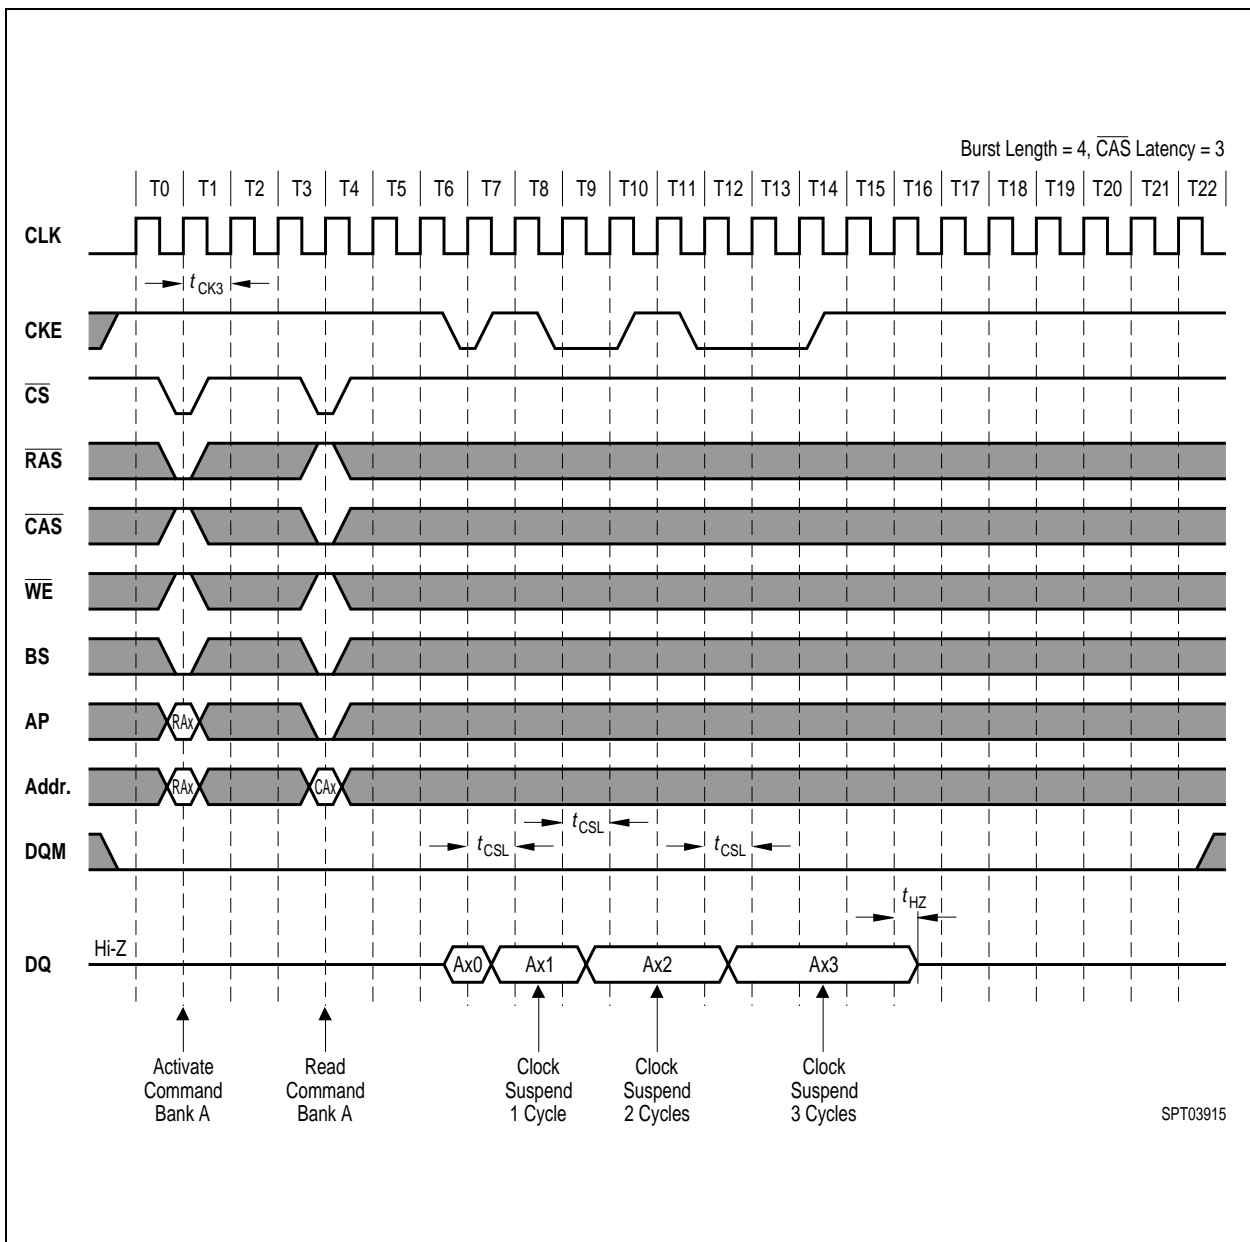 Burst Length = 4, CAS Latency = 3
T0 T1 T2 T3 T4 T5 T6 T7 T8 T9 T10 T11 T12 T13 T14 T15 T16 T17 T18 T19 T20 T21 T22
CLK
tCK3
CKE
CS
RAS
CAS
WE
BS
AP
RAx
Addr.
RAx
CAx
tCSL
DQM
tCSL
tCSL
tHZ
Hi-Z
DQ
Ax0
Ax1
Ax2
Ax3
Activate
Command
Bank A
Read
Command
Bank A
Clock
Suspend
1 Cycle
Clock
Suspend
2 Cycles
Clock
Suspend
3 Cycles
SPT03915